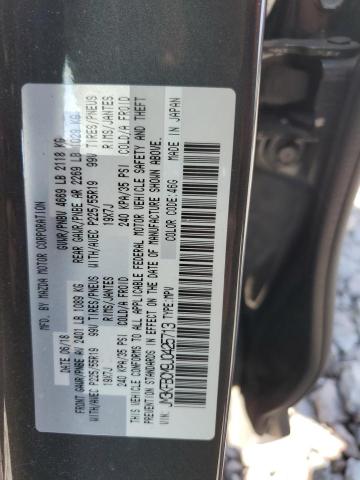 MFD. BY MAZDA MOTOR CORPORATION
DATE 06/18 GVWR/PNBV 4669 LB 2118 KG
FRONT GAWR/PNBE AV 2401 LB 1089 KG REAR GAWR/PNBE AR 2269 LB 1029 KG
WITH/AVEC P225/55R19 99V TIRES/PNEUS WITH/AVEC P225/55R19 99V TIRES/PNEUS
19X7J RIMS/JANTES 19X7J RIMS/JANTES
240 KPA/35 PSI COLD/A FROID 240 KPA/35 PSI COLD/A FROID
THIS VEHICLE CONFORMS TO ALL APPLICABLE FEDERAL MOTOR VEHICLE SAFETY AND
THEFT PREVENTION STANDARDS IN EFFECT ON THE DATE OF MANUFACTURE SHOWN ABOVE.
VIN: TYPE:MPV
COLOR CODE:46G MADE IN JAPAN